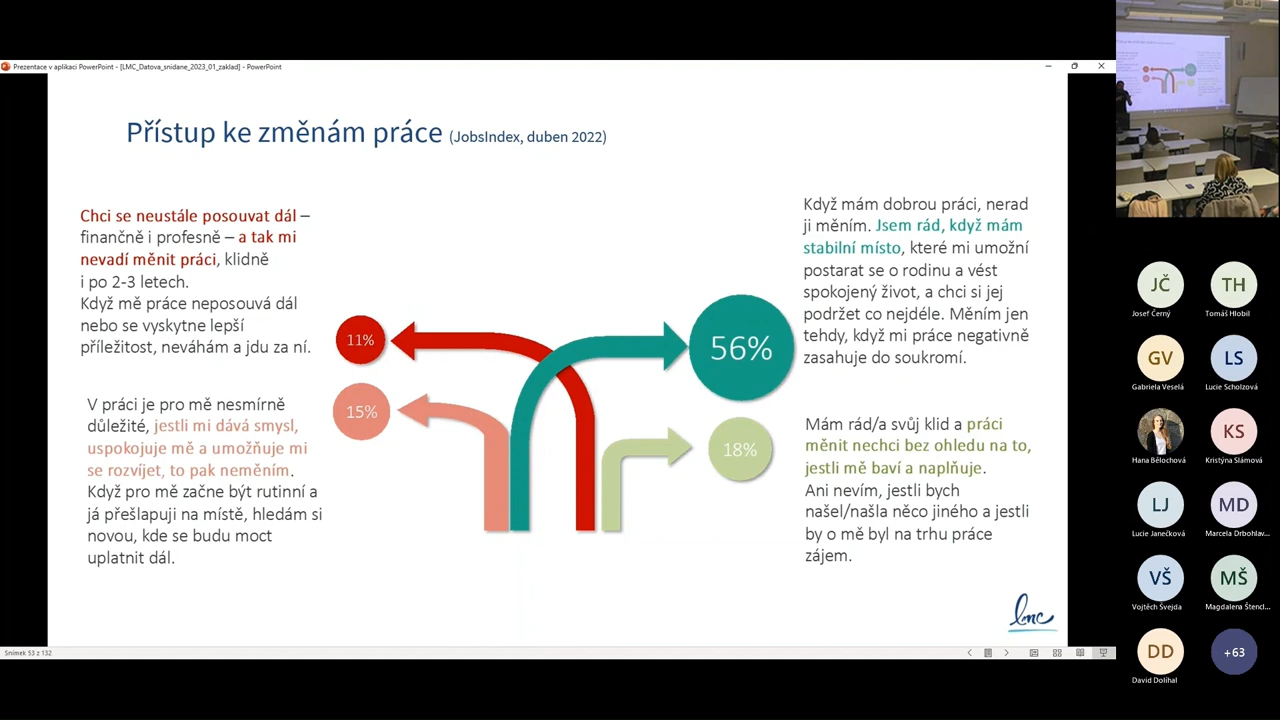 Prezentace v aplikaci PowerPoint - [LMC_Datova_snidane_2023_01_zaklad] - PowerPoint
Přístup ke změnám práce (JobsIndex, duben 2022)
Chci se neustále posouvat dál –
finančně i profesně – a tak mi
nevadí měnit práci, klidně
i po 2-3 letech.
Když mě práce neposouvá dál
nebo se vyskytne lepší
příležitost, neváhám a jdu za ní.
11%
15%
V práci je pro mě nesmírně
důležité, jestli mi dává smysl,
uspokojuje mě a umožňuje mi
se rozvíjet, to pak neměním.
Když pro mě začne být rutinní a
já přešlapuji na místě, hledám si
novou, kde se budu moct
uplatnit dál.
Když mám dobrou práci, nerad
ji měním. Jsem rád, když mám
stabilní místo, které mi umožní
postarat se o rodinu a vést
spokojený život, a chci si jej
podržet co nejdéle. Měním jen
tehdy, když mi práce negativně
zasahuje do soukromí.
56%
18%
Mám rád/a svůj klid a práci
měnit nechci bez ohledu na to,
jestli mě baví a naplňuje.
Ani nevím, jestli bych
našel/našla něco jiného a jestli
by o mě byl na trhu práce
zájem.
lmc
Snímek 53 z 132
JČ
Josef Černý
TH
Tomáš Hlobil
GV
Gabriela Veselá
LS
Lucie Scholzová
Hana Bělochová
KS
Kristýna Slámová
LJ
Lucie Janečková
MD
Marcela Drbohlav...
VŠ
Vojtěch Švejda
MŠ
Magdalena Štencl...
DD
David Dolíhal
+63